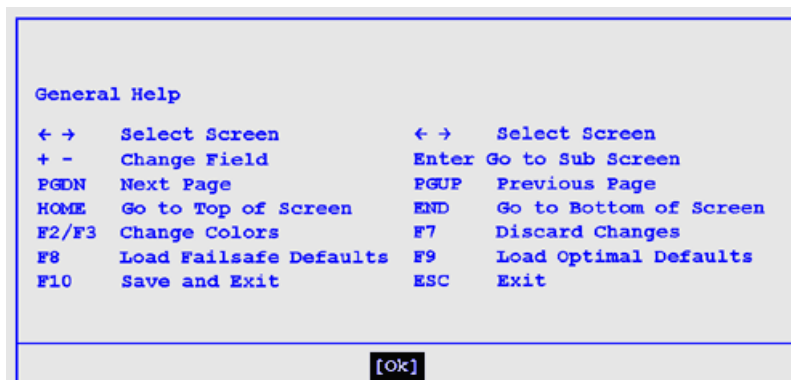 General Help
← → Select Screen ← → Select Screen
+ - Change Field Enter Go to Sub Screen
PGDN Next Page PGUP Previous Page
HOME Go to Top of Screen END Go to Bottom of Screen
F2/F3 Change Colors F7 Discard Changes
F8 Load Failsafe Defaults F9 Load Optimal Defaults
F10 Save and Exit ESC Exit
[Ok]